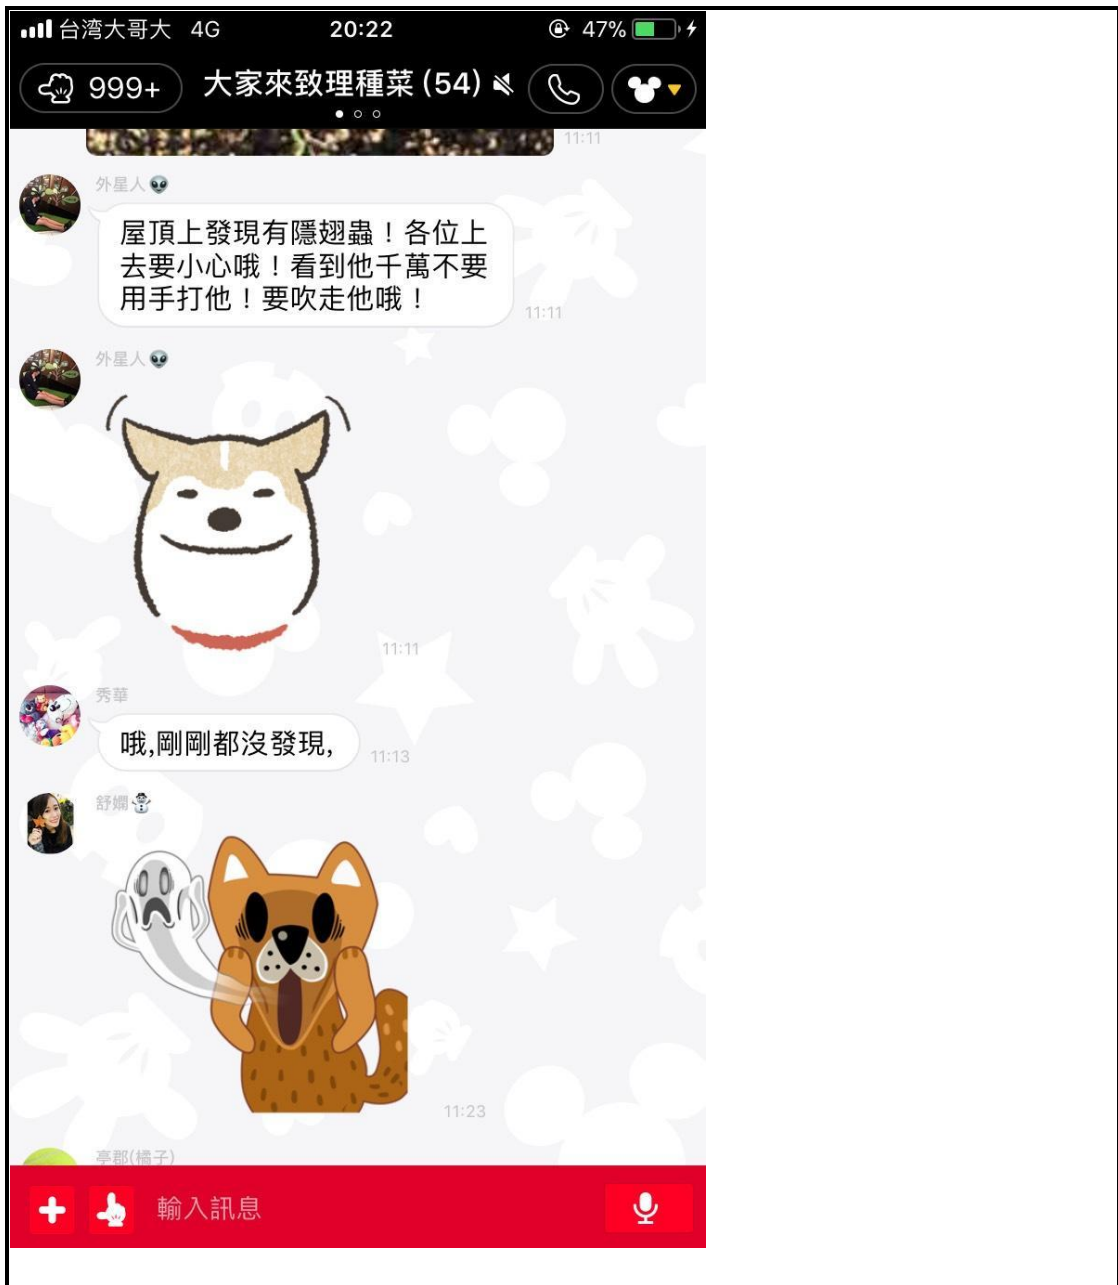 台湾大哥大 4G 20:22 47%
999+ 大家來致理種菜 (54)
11:11
外星人👽
屋頂上發現有隱翅蟲！各位上
去要小心哦！看到他千萬不要
用手打他！要吹走他哦！
11:11
外星人👽
11:11
秀華
哦,剛剛都沒發現,
11:13
舒嫻⛄
11:23
亭郡(橘子)
輸入訊息